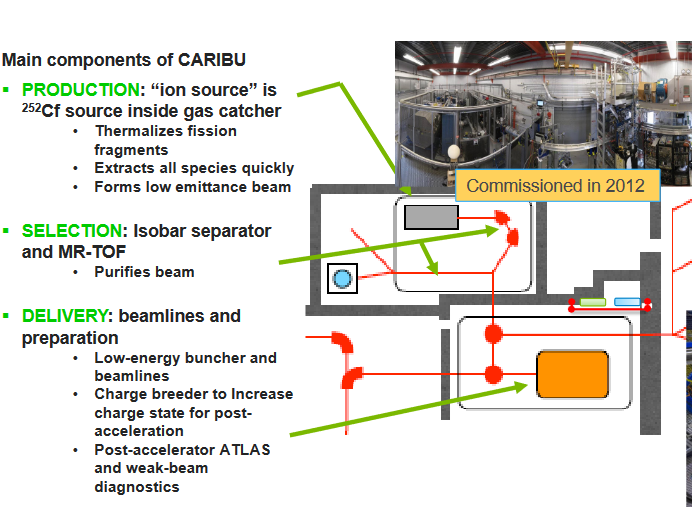 Main components of CARIBU
▪ PRODUCTION: “ion source” is
252Cf source inside gas catcher
• Thermalizes fission
fragments
• Extracts all species quickly
• Forms low emittance beam
Commissioned in 2012
▪ SELECTION: Isobar separator
and MR-TOF
• Purifies beam
▪ DELIVERY: beamlines and
preparation
• Low-energy buncher and
beamlines
• Charge breeder to Increase
charge state for post-
acceleration
• Post-accelerator ATLAS
and weak-beam
diagnostics